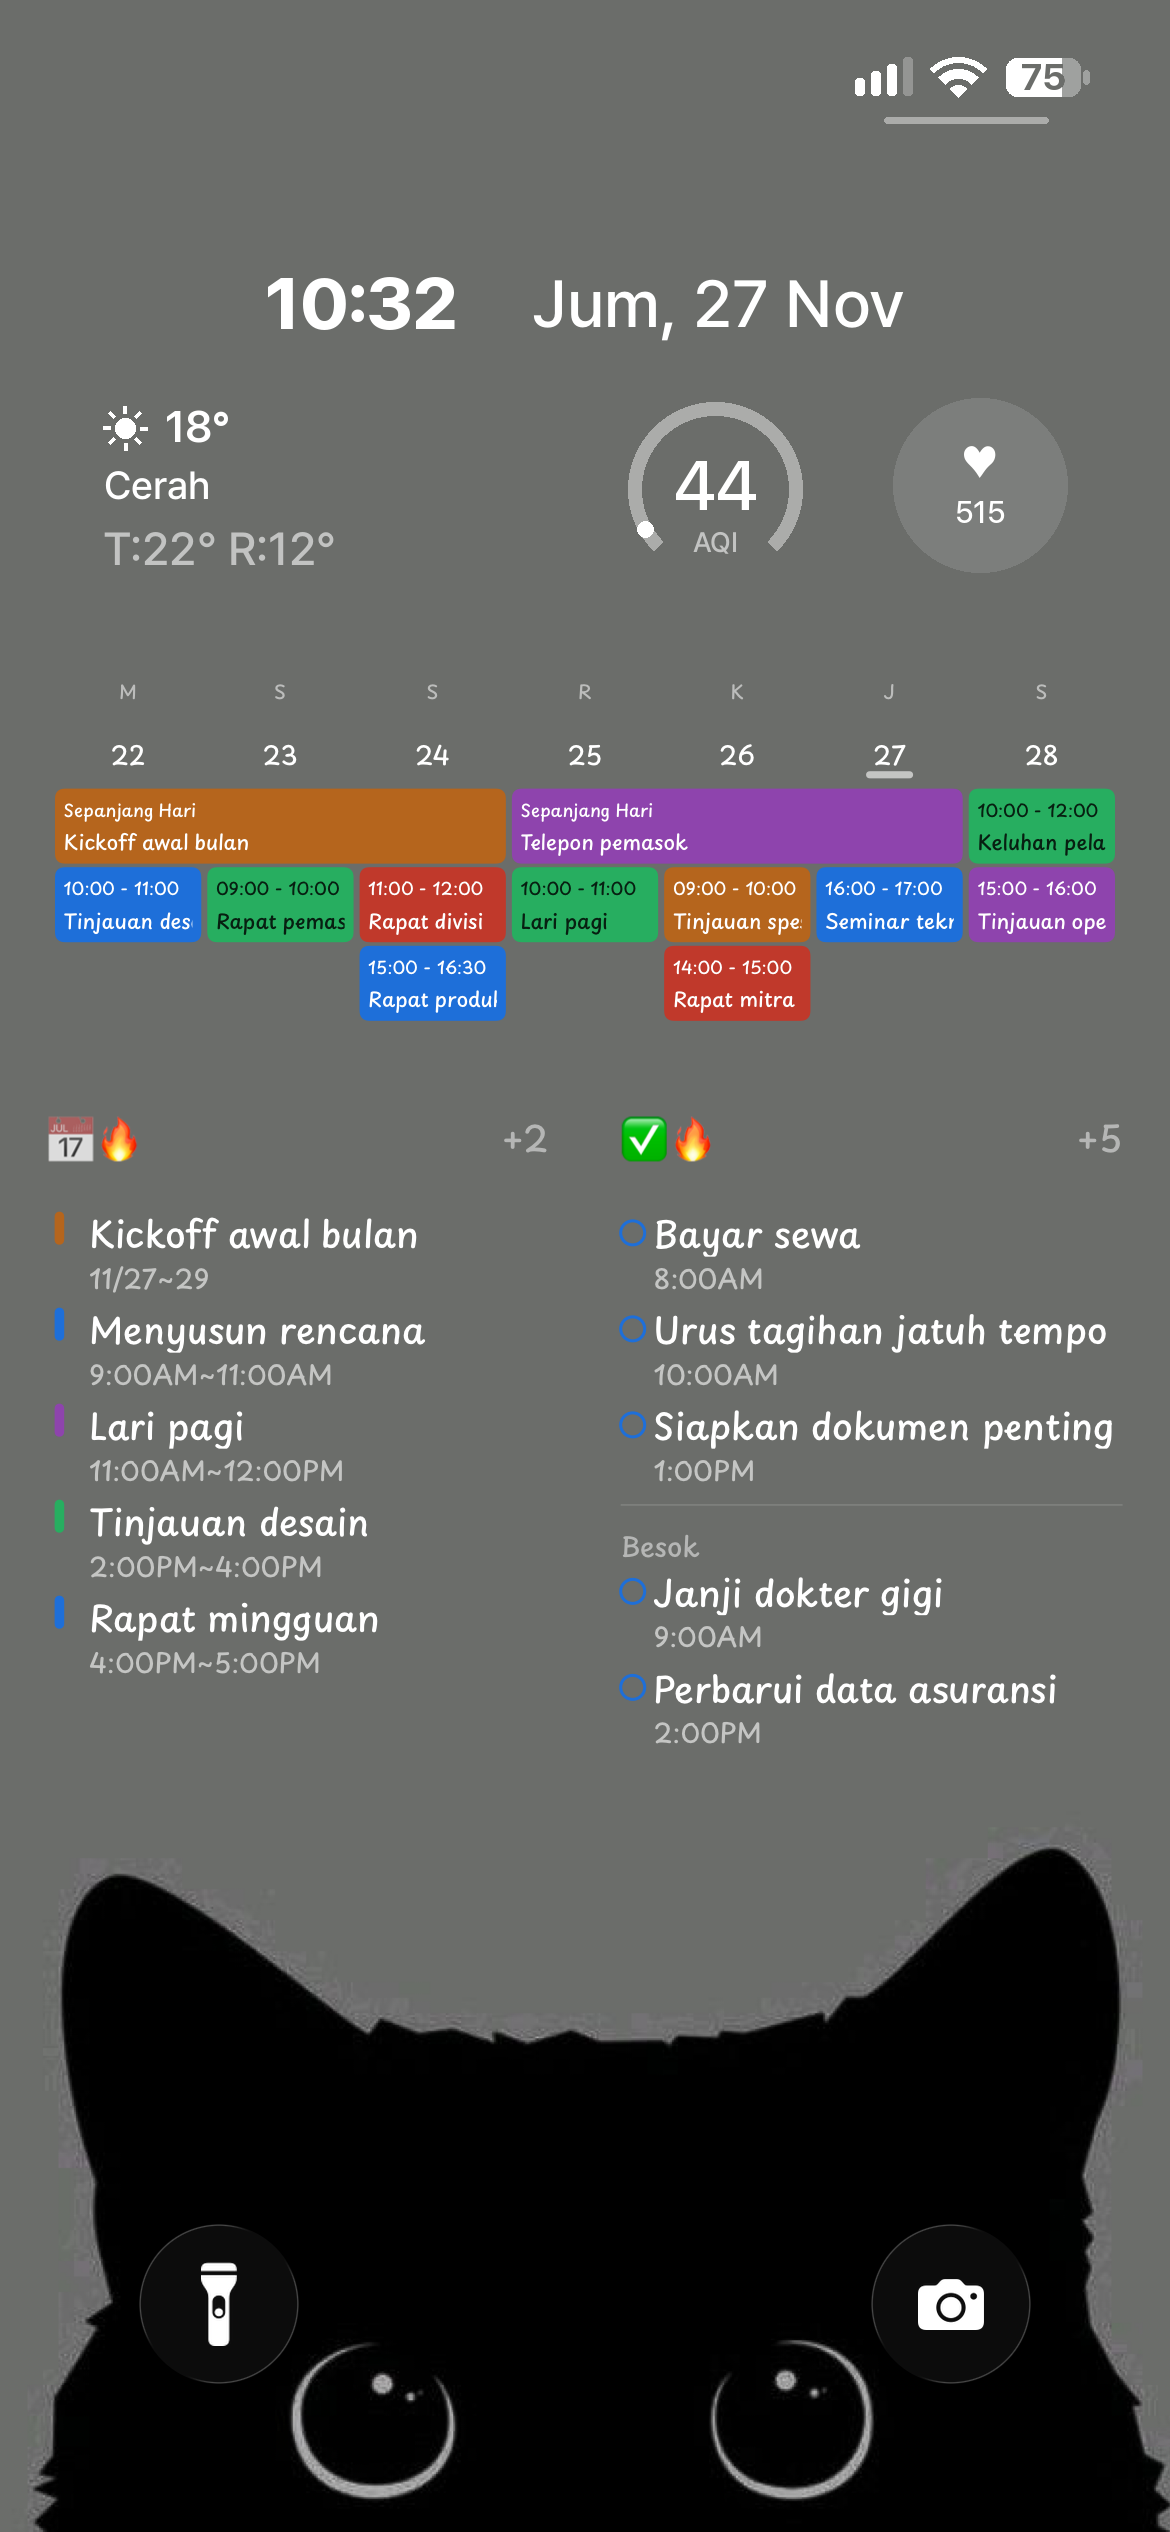 75
10:32 Jum, 27 Nov
18°
Cerah
T:22° R:12°
44
AQI
515
M S S R K J S
22 23 24 25 26 27 28
Sepanjang Hari
Kickoff awal bulan
Sepanjang Hari
Telepon pemasok
10:00 - 12:00
Keluhan pela
10:00 - 11:00
Tinjauan des
09:00 - 10:00
Rapat pemas
11:00 - 12:00
Rapat divisi
10:00 - 11:00
Lari pagi
09:00 - 10:00
Tinjauan spe
16:00 - 17:00
Seminar tek
15:00 - 16:00
Tinjauan ope
15:00 - 16:30
Rapat produ
14:00 - 15:00
Rapat mitra
JUL
17
+2
Kickoff awal bulan
11/27~29
Menyusun rencana
9:00AM~11:00AM
Lari pagi
11:00AM~12:00PM
Tinjauan desain
2:00PM~4:00PM
Rapat mingguan
4:00PM~5:00PM
+5
Bayar sewa
8:00AM
Urus tagihan jatuh tempo
10:00AM
Siapkan dokumen penting
1:00PM
Besok
Janji dokter gigi
9:00AM
Perbarui data asuransi
2:00PM